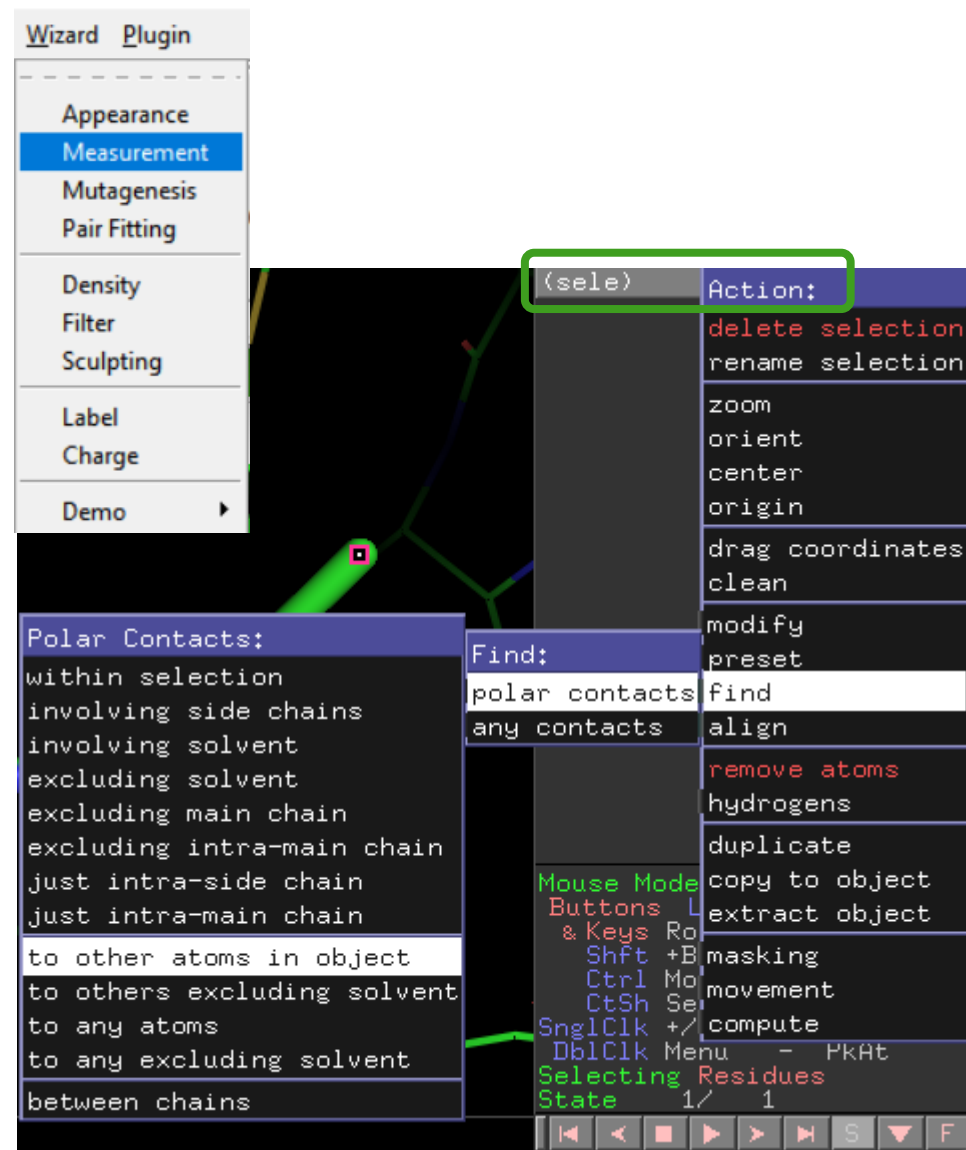 Wizard Plugin
Appearance
Measurement
Mutagenesis
Pair Fitting
Density
Filter
Sculpting
Label
Charge
Demo
(sele)
Action:
delete selection
rename selection
zoom
orient
center
origin
drag coordinates
clean
modify
preset
find
align
remove atoms
hydrogens
duplicate
copy to object
extract object
masking
movement
compute
Find:
polar contacts
any contacts
Polar Contacts:
within selection
involving side chains
involving solvent
excluding solvent
excluding main chain
excluding intra-main chain
just intra-side chain
just intra-main chain
to other atoms in object
to others excluding solvent
to any atoms
to any excluding solvent
between chains
Mouse Mode
Buttons L
& Keys Ro
Shft +B
Ctrl Mo
CtSh Se
SnglClk +/
DblClk Menu - PkAt
Selecting Residues
State 1/ 1
S F